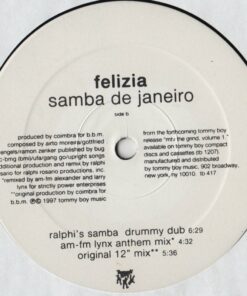 felizia
samba de janeiro
side b
produced by coimbra for b.b.m.
composed by airto morera/gottfried
engels/ramon zenker published by bug
c-bmg /bm/ufa/gang go/upright songs
additional production and remix by ralphi
rosario for ralphi rosario productions, inc.
*remixed by am-fm alexander and larry
lynx for strictly power enterprises
**original production by coimbra for
b.b.m. ℗© 1997 tommy boy music
from the forthcoming tommy boy
release "mtv the grind, volume 1."
available on tommy boy compact
discs and cassettes (tb 1207).
manufactured and distributed
by tommy boy music, 902 broadway,
new york, ny 10010. tb 417
ralphi's samba drummy dub 6:29
am-fm lynx anthem mix* 4:32
original 12" mix** 5:36